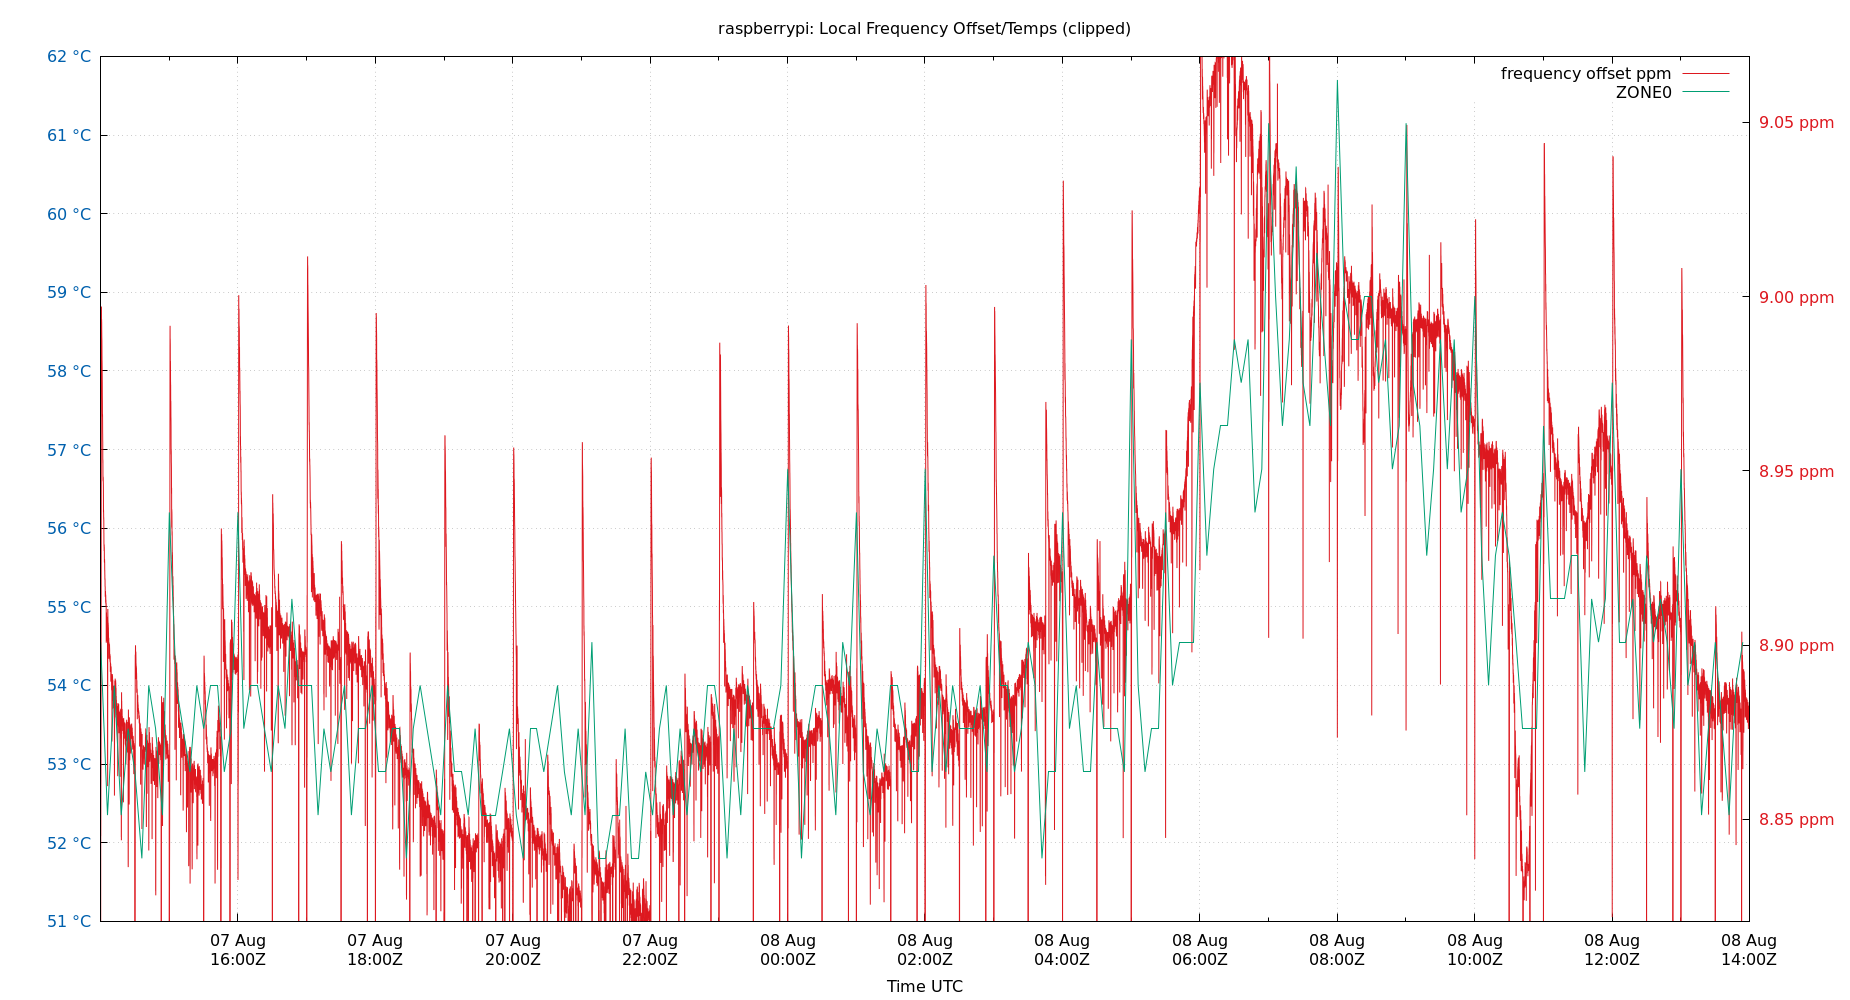 raspberrypi: Local Frequency Offset/Temps (clipped)
frequency offset ppm
ZONE0
62 °C
61 °C
60 °C
59 °C
58 °C
57 °C
56 °C
55 °C
54 °C
53 °C
52 °C
51 °C
9.05 ppm
9.00 ppm
8.95 ppm
8.90 ppm
8.85 ppm
07 Aug
16:00Z
07 Aug
18:00Z
07 Aug
20:00Z
07 Aug
22:00Z
08 Aug
00:00Z
08 Aug
02:00Z
08 Aug
04:00Z
08 Aug
06:00Z
08 Aug
08:00Z
08 Aug
10:00Z
08 Aug
12:00Z
08 Aug
14:00Z
Time UTC